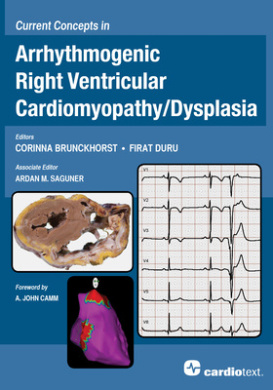 Current Concepts in
Arrhythmogenic
Right Ventricular
Cardiomyopathy/Dysplasia
Editors
CORINNA BRUNCKHORST • FIRAT DURU
Associate Editor
ARDAN M. SAGUNER
Foreword by
A. JOHN CAMM
V1
V2
V3
V4
V5
V6
cardiotext.